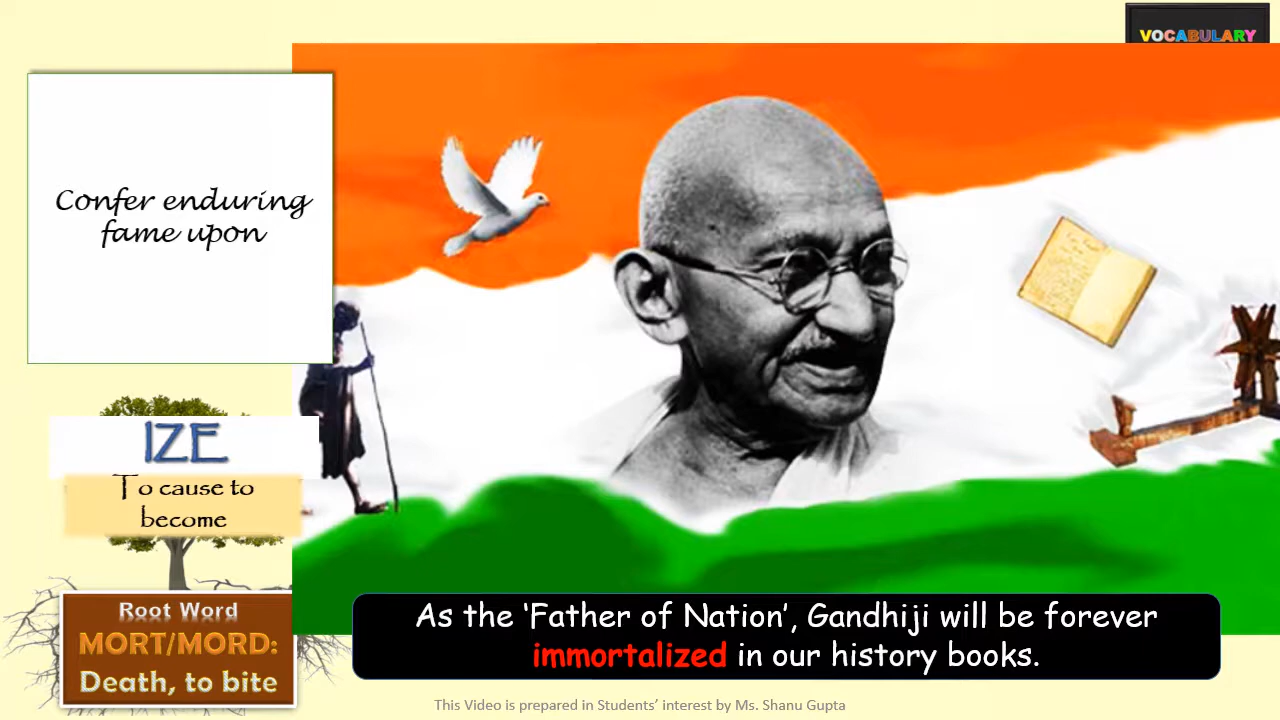 VOCABULARY
Confer enduring
fame upon
IZE
To cause to
become
Root Word
MORT/MORD:
Death, to bite
As the ‘Father of Nation’, Gandhiji will be forever
immortalized in our history books.
This Video is prepared in Students’ interest by Ms. Shanu Gupta